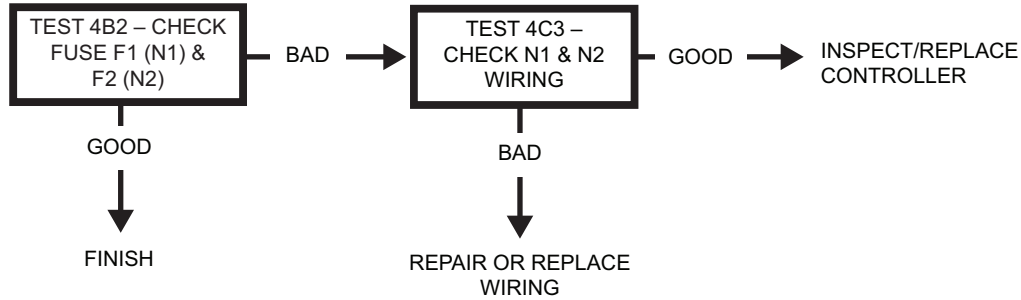 TEST 4B2 – CHECK
FUSE F1 (N1) &
F2 (N2)
BAD
TEST 4C3 –
CHECK N1 & N2
WIRING
GOOD
INSPECT/REPLACE
CONTROLLER
GOOD
BAD
FINISH
REPAIR OR REPLACE
WIRING